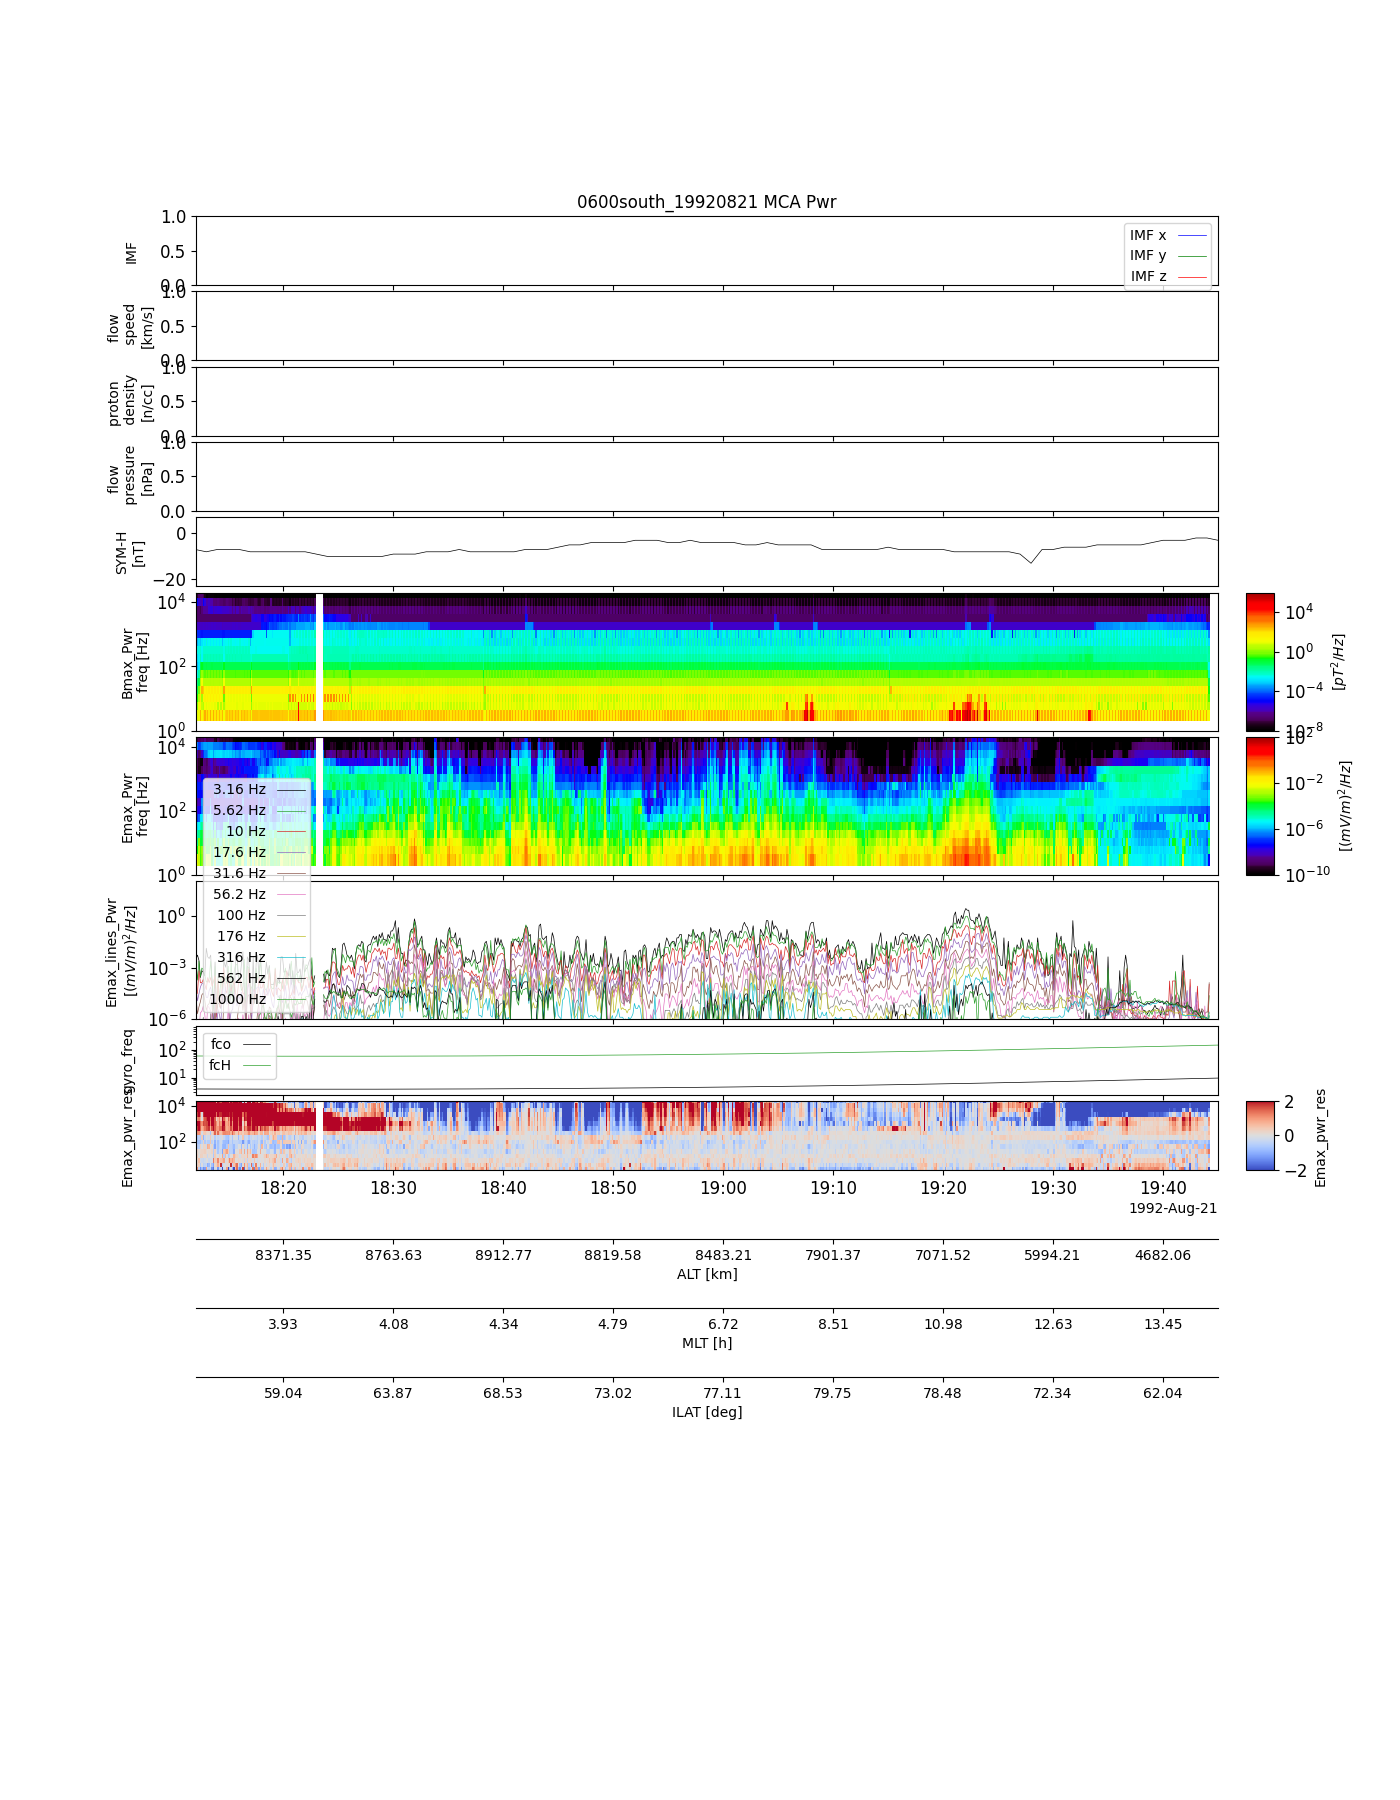 0600south_19920821 MCA Pwr
1.0
0.5
0.0
IMF
IMF x
IMF y
IMF z
1.0
0.5
0.0
flow
speed
[km/s]
1.0
0.5
0.0
proton
density
[n/cc]
1.0
0.5
0.0
flow
pressure
[nPa]
0
−20
SYM-H
[nT]
10^4
10^2
10^0
Bmax_Pwr
freq [Hz]
10^4
10^0
10^−4
10^−8
[pT^2/Hz]
10^4
10^2
10^0
Emax_Pwr
freq [Hz]
10^2
10^−2
10^−6
10^−10
[(mV/m)^2/Hz]
3.16 Hz
5.62 Hz
10 Hz
17.6 Hz
31.6 Hz
56.2 Hz
100 Hz
176 Hz
316 Hz
562 Hz
1000 Hz
10^0
10^−3
10^−6
Emax_lines_Pwr
[(mV/m)^2/Hz]
10^2
10^1
gyro_freq
fco
fcH
10^4
10^2
Emax_pwr_res
2
0
−2
Emax_pwr_res
18:20 18:30 18:40 18:50 19:00 19:10 19:20 19:30 19:40
1992-Aug-21
8371.35 8763.63 8912.77 8819.58 8483.21 7901.37 7071.52 5994.21 4682.06
ALT [km]
3.93 4.08 4.34 4.79 6.72 8.51 10.98 12.63 13.45
MLT [h]
59.04 63.87 68.53 73.02 77.11 79.75 78.48 72.34 62.04
ILAT [deg]